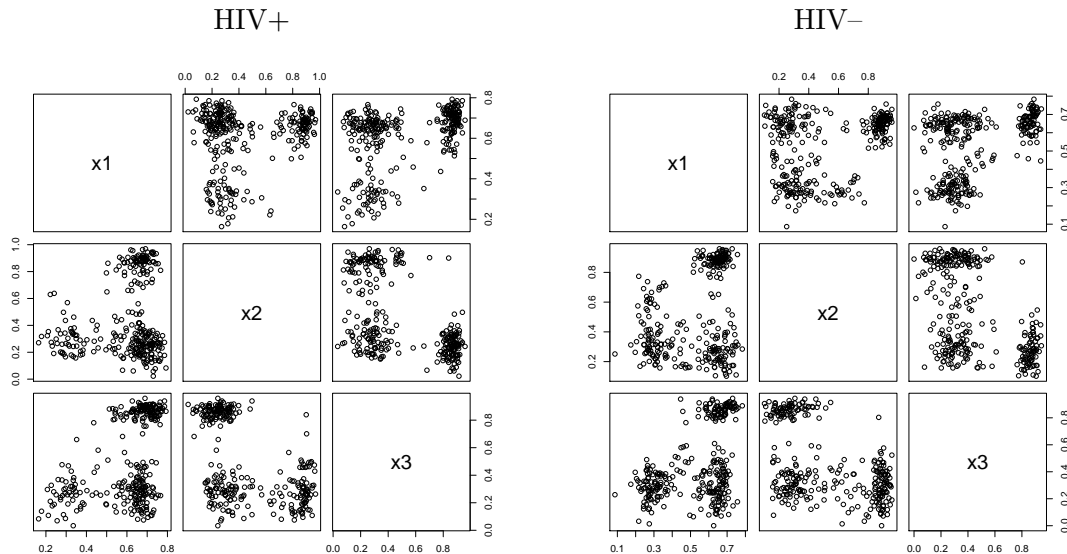 HIV+ HIV–
0.0 0.2 0.4 0.6 0.8 1.0 0.2 0.4 0.6 0.8
x1 0.2 0.4 0.6 0.8 x1 0.1 0.3 0.5 0.7
0.0 0.2 0.4 0.6 0.8 1.0 x2 0.2 0.4 0.6 0.8 x2
x3 0.0 0.2 0.4 0.6 0.8 x3 0.0 0.2 0.4 0.6 0.8
0.2 0.4 0.6 0.8 0.0 0.2 0.4 0.6 0.8 0.1 0.3 0.5 0.7 0.0 0.2 0.4 0.6 0.8